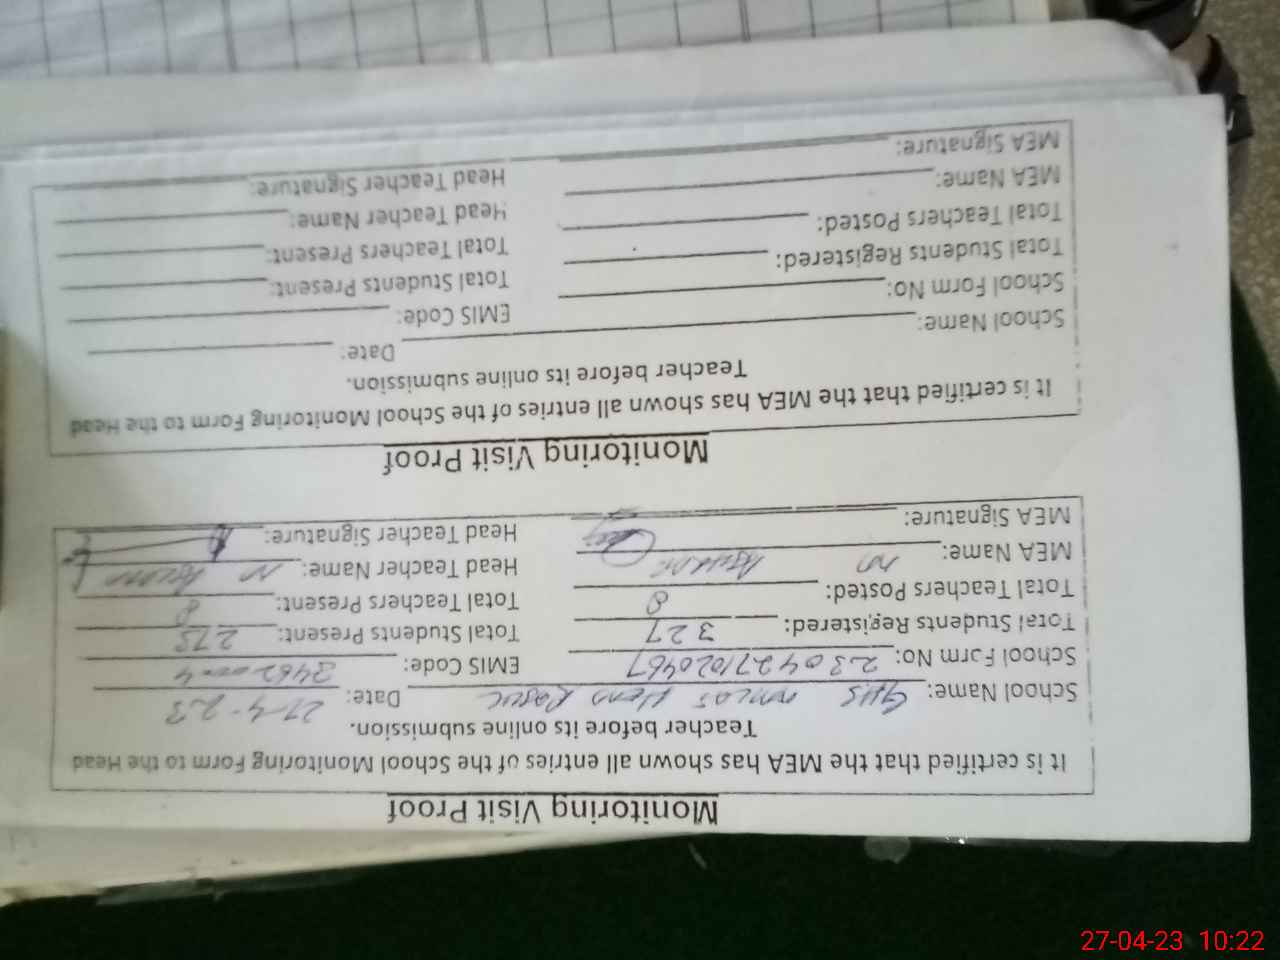 Monitoring Visit Proof
It is certified that the MEA has shown all entries of the School Monitoring Form to the Head
Teacher before its online submission.
School Name: GHS Date: 27-4-23
School Form No: 2304271020467 EMIS Code:
Total Students Registered: 327 Total Students Present: 275
Total Teachers Posted: 8 Total Teachers Present: 8
MEA Name: M Head Teacher Name: M
MEA Signature: Head Teacher Signature:
Monitoring Visit Proof
It is certified that the MEA has shown all entries of the School Monitoring Form to the Head
Teacher before its online submission.
School Name: Date:
School Form No: EMIS Code:
Total Students Registered: Total Students Present:
Total Teachers Posted: Total Teachers Present:
MEA Name: Head Teacher Name:
MEA Signature: Head Teacher Signature:
27-04-23 10:22